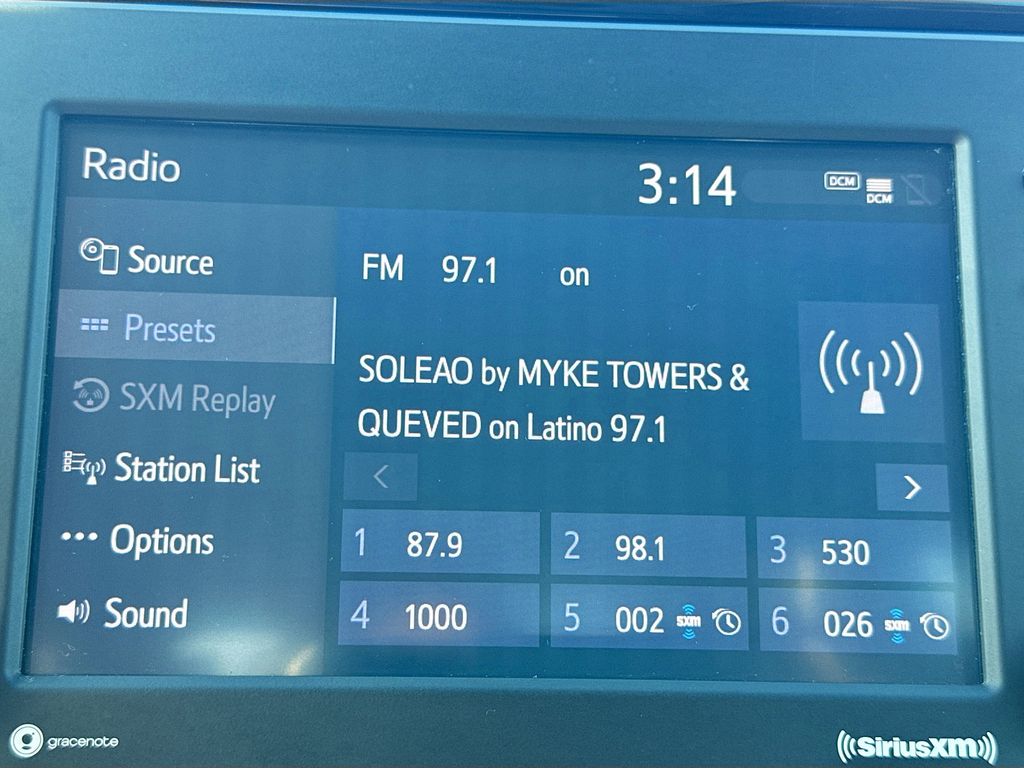 Radio
3:14
DCM
DCM
Source
FM 97.1 on
Presets
SOLEAO by MYKE TOWERS &
QUEVED on Latino 97.1
SXM Replay
Station List
Options
Sound
1 87.9
2 98.1
3 530
4 1000
5 002 sxm
6 026 sxm
g gracenote
SiriusXM